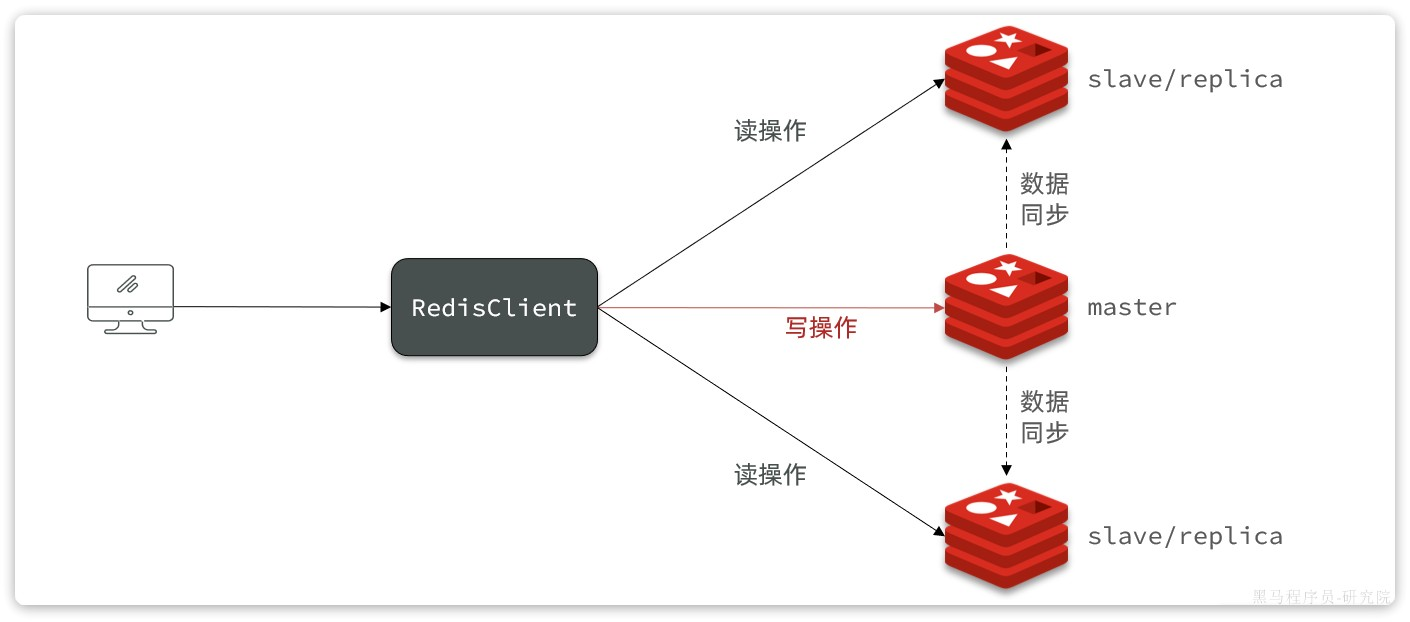 slave/replica
读操作
数据
同步
RedisClient
写操作
master
数据
同步
读操作
slave/replica
黑马程序员-研究院